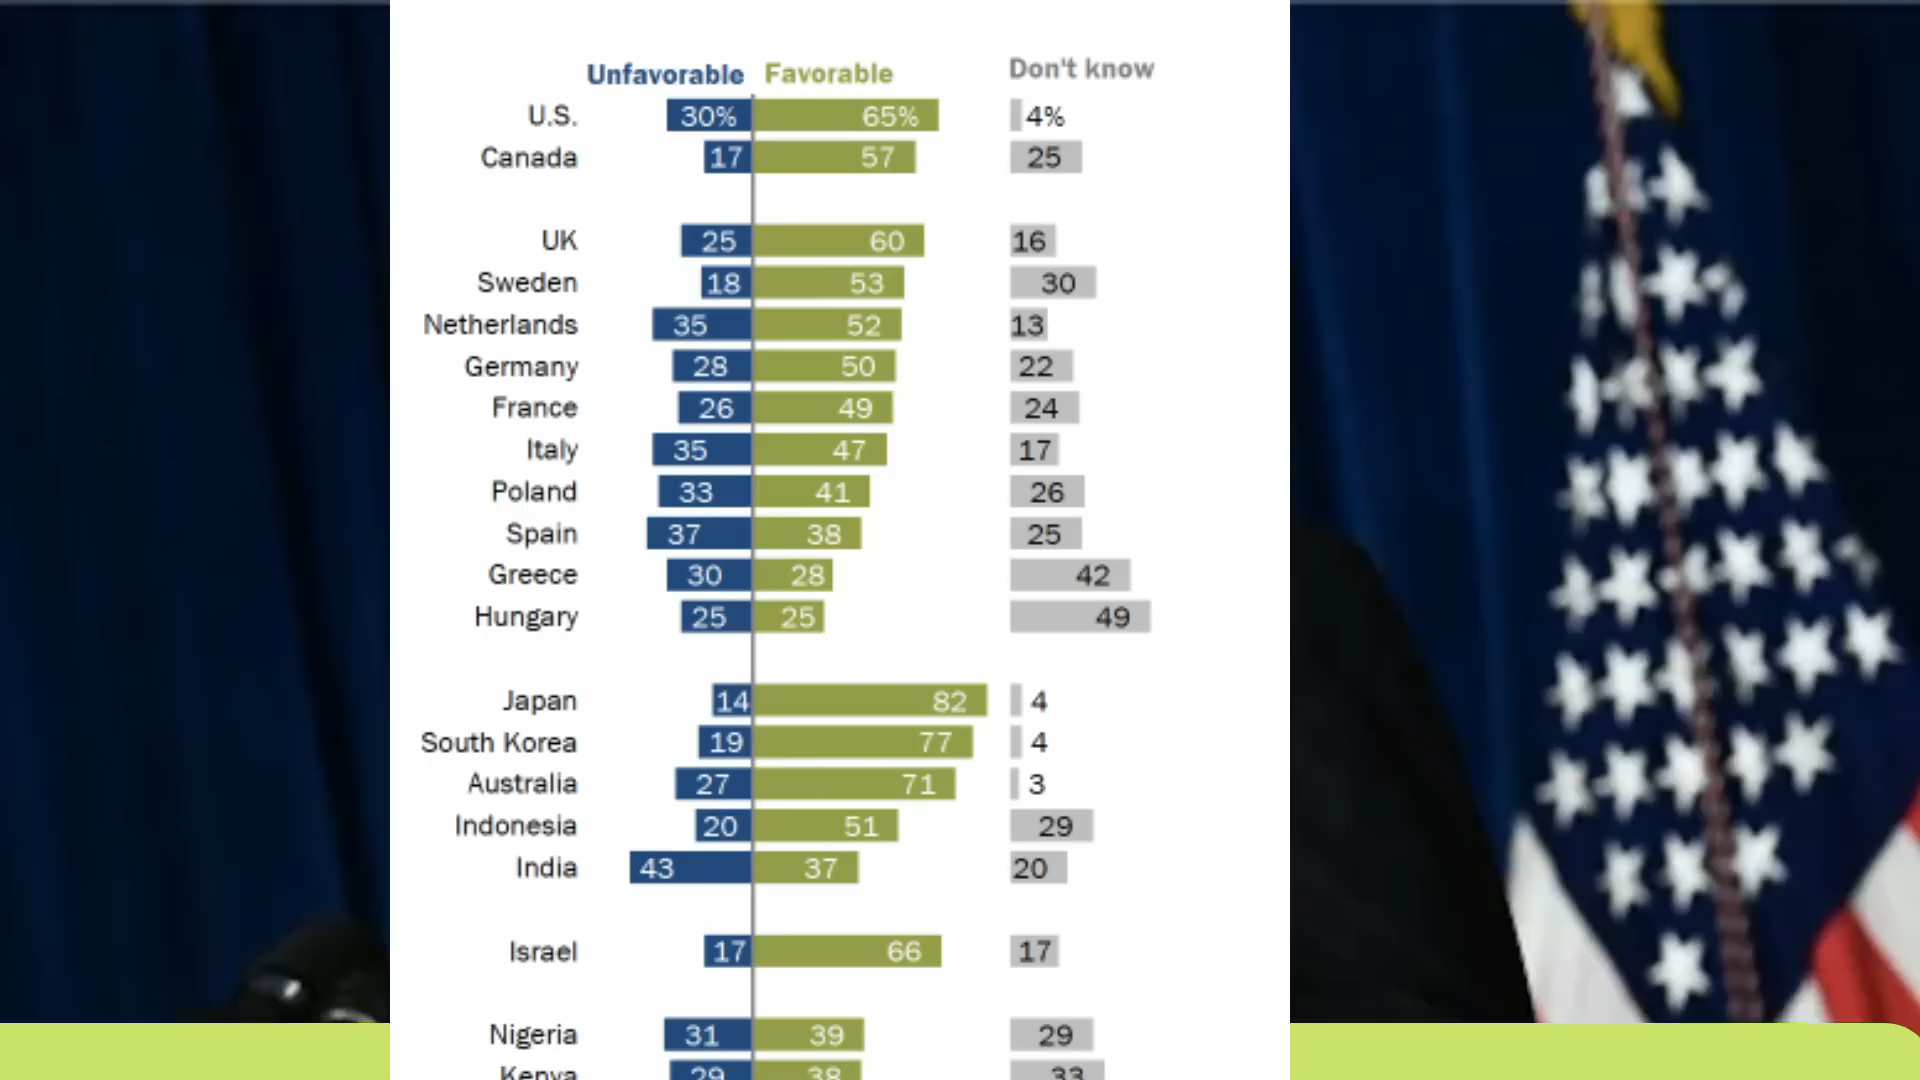 Unfavorable Favorable Don't know
U.S. 30% 65% 4%
Canada 17 57 25
UK 25 60 16
Sweden 18 53 30
Netherlands 35 52 13
Germany 28 50 22
France 26 49 24
Italy 35 47 17
Poland 33 41 26
Spain 37 38 25
Greece 30 28 42
Hungary 25 25 49
Japan 14 82 4
South Korea 19 77 4
Australia 27 71 3
Indonesia 20 51 29
India 43 37 20
Israel 17 66 17
Nigeria 31 39 29
Kenya 29 38 33